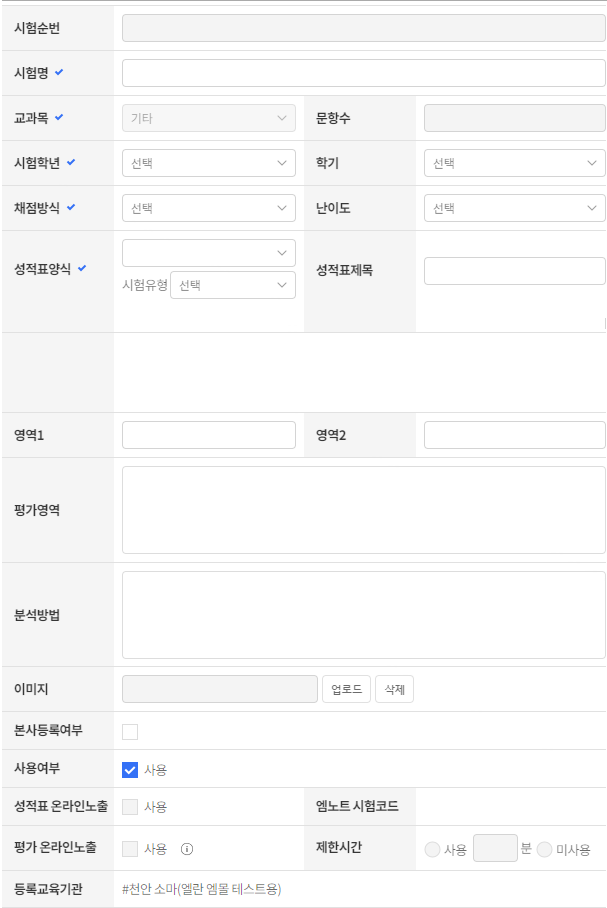 시험순번
시험명
교과목 기타 문항수
시험학년 선택 학기 선택
채점방식 선택 난이도 선택
성적표양식 시험유형 선택 성적표제목
영역1 영역2
평가영역
분석방법
이미지 업로드 삭제
본사등록여부
사용여부 사용
성적표 온라인노출 사용 엠노트 시험코드
평가 온라인노출 사용 제한시간 사용 분 미사용
등록교육기관 #천안 소마(엘란 엠몰 테스트용)